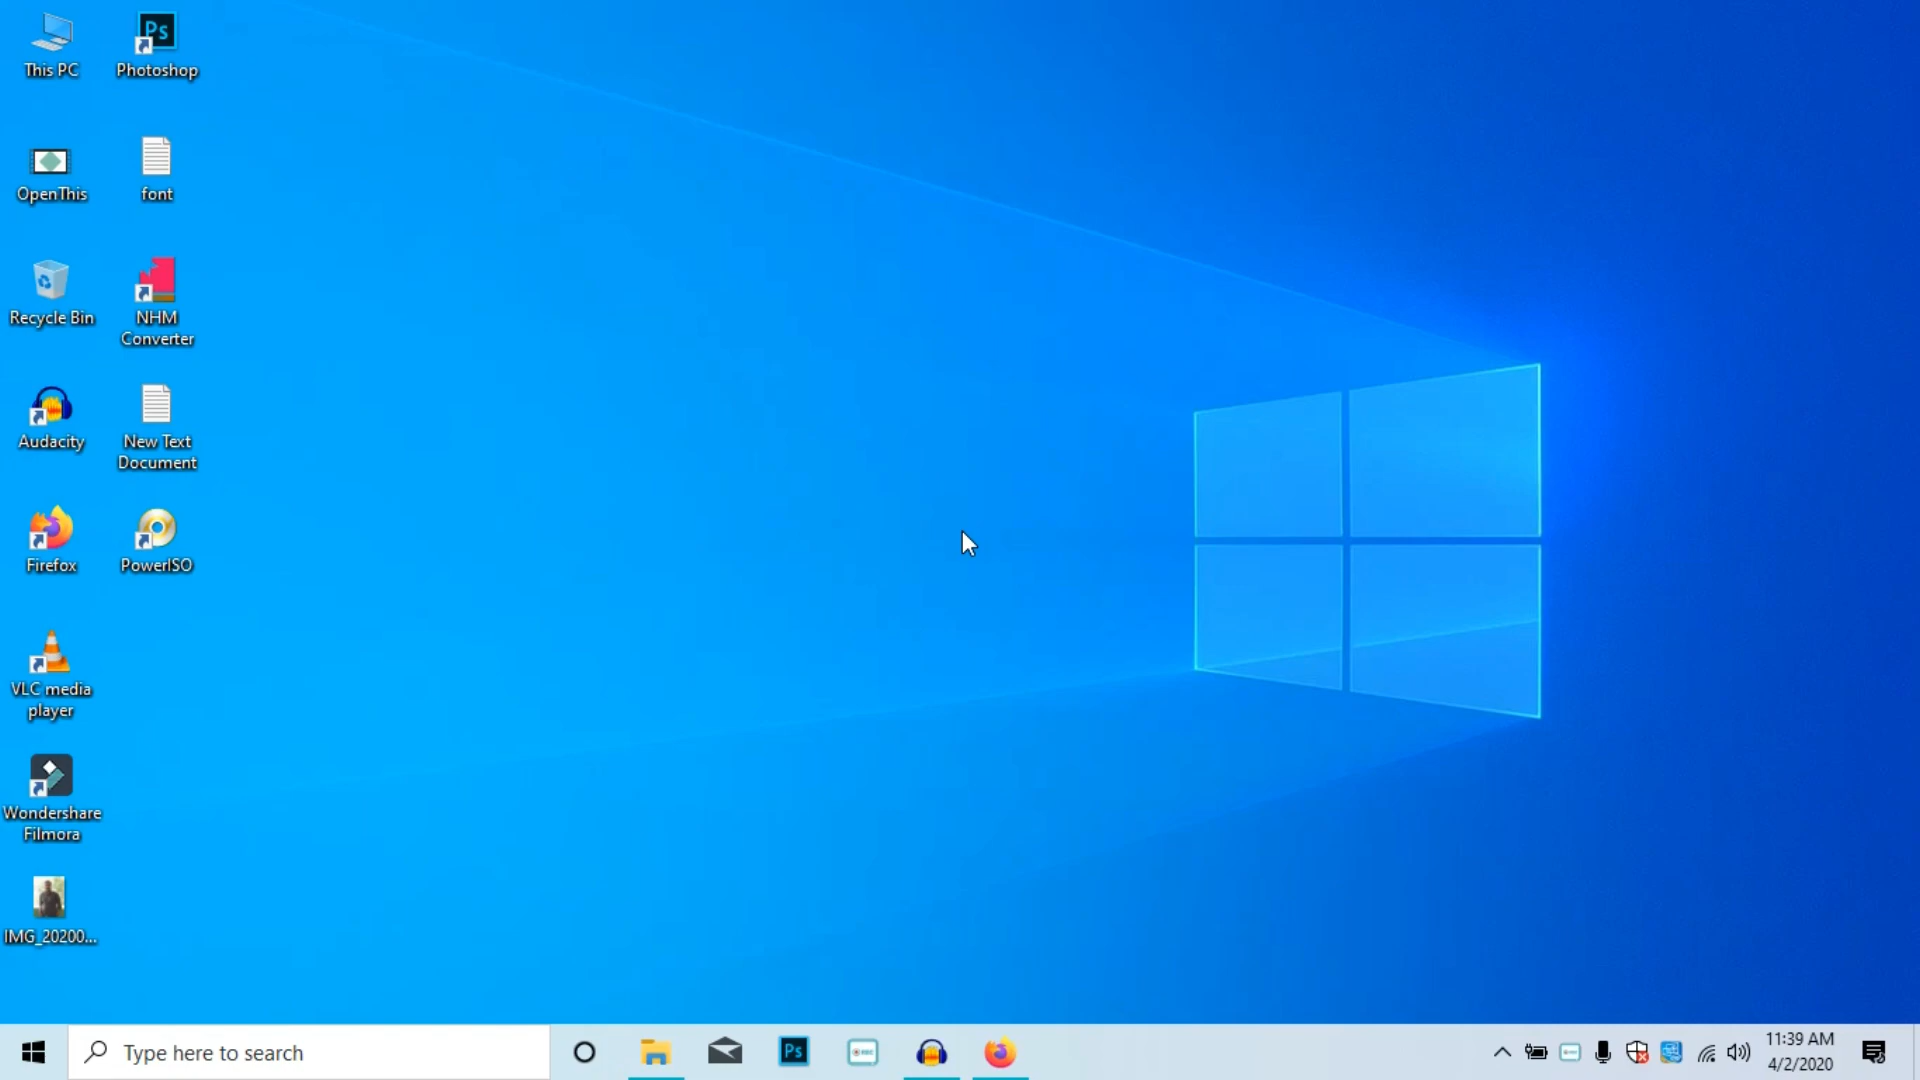 This PC
Ps
Photoshop
OpenThis
font
Recycle Bin
NHM
Converter
Audacity
New Text
Document
Firefox
PowerISO
VLC media
player
Wondershare
Filmora
IMG_20200...
Type here to search
Ps
REC
11:39 AM
4/2/2020